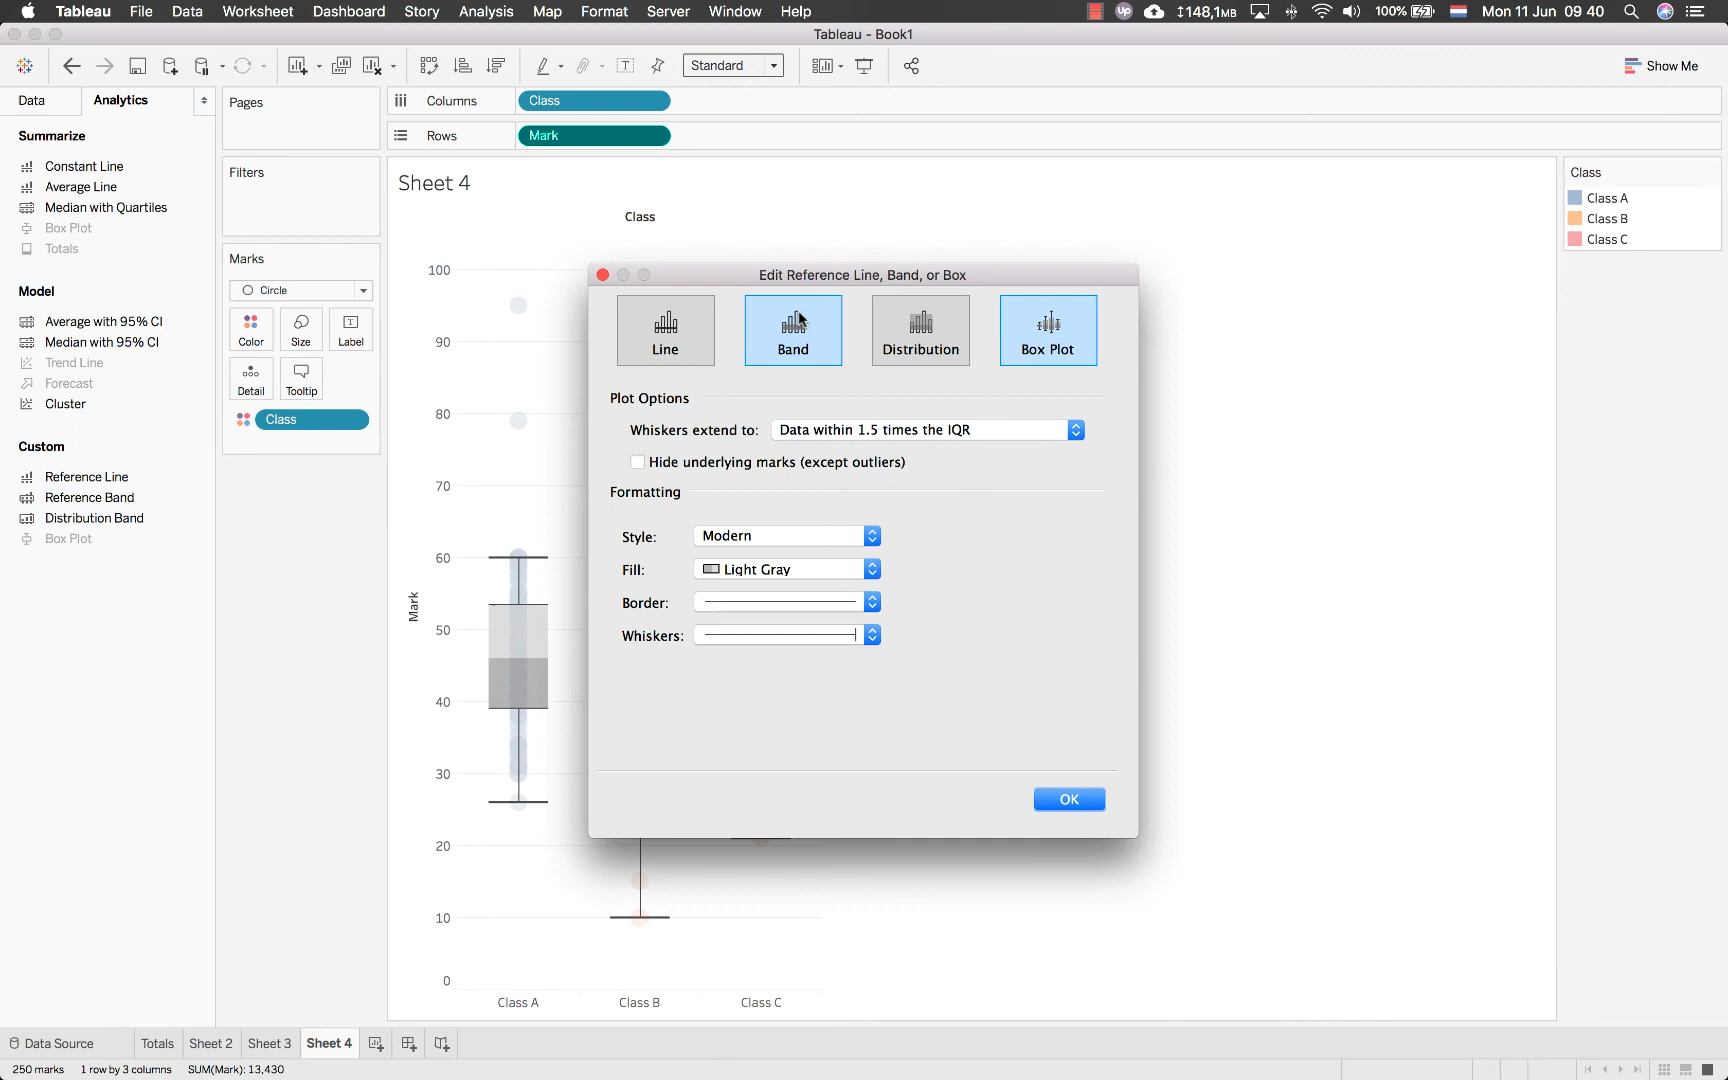 Tableau File Data Worksheet Dashboard Story Analysis Map Format Server Window Help UP ↕148,1MB 100% Mon 11 Jun 09 40
Tableau - Book1
Standard Show Me
Data Analytics
Pages
Columns Class
Rows Mark
Summarize
Constant Line
Average Line
Median with Quartiles
Box Plot
Totals
Model
Average with 95% CI
Median with 95% CI
Trend Line
Forecast
Cluster
Custom
Reference Line
Reference Band
Distribution Band
Box Plot
Filters
Marks
Circle
Color Size Label
Detail Tooltip
Class
Sheet 4
Class
Mark
100
90
80
70
60
50
40
30
20
10
0
Class A Class B Class C
Edit Reference Line, Band, or Box
Line Band Distribution Box Plot
Plot Options
Whiskers extend to: Data within 1.5 times the IQR
Hide underlying marks (except outliers)
Formatting
Style: Modern
Fill: Light Gray
Border:
Whiskers:
OK
Class
Class A
Class B
Class C
Data Source Totals Sheet 2 Sheet 3 Sheet 4
250 marks 1 row by 3 columns SUM(Mark): 13,430